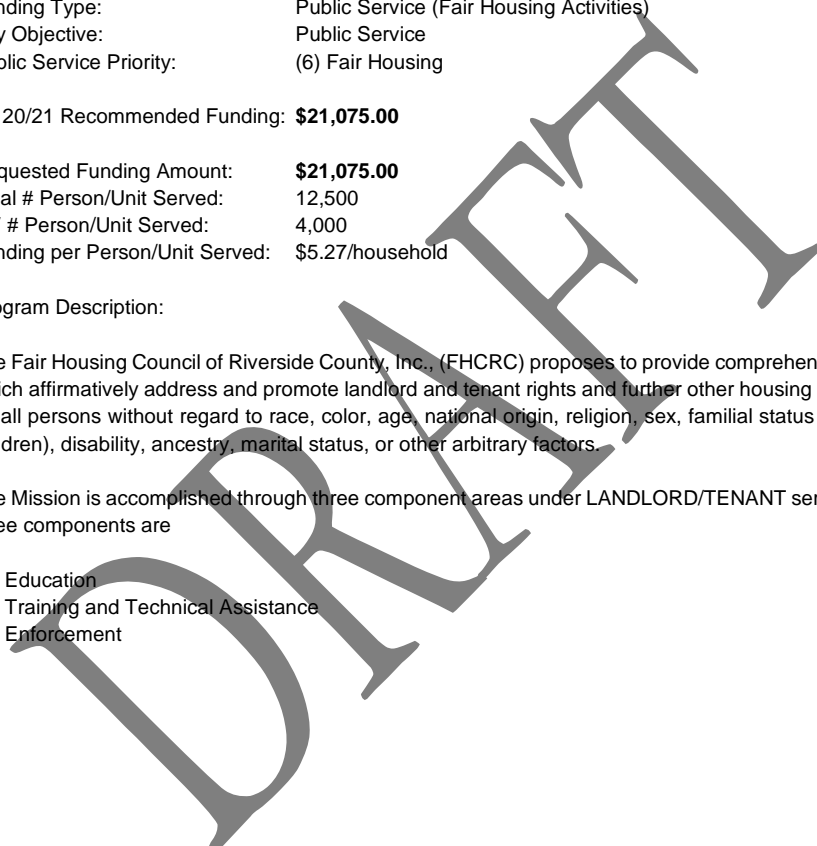 nding Type: Public Service (Fair Housing Activities)
y Objective: Public Service
blic Service Priority: (6) Fair Housing
20/21 Recommended Funding: $21,075.00
quested Funding Amount: $21,075.00
al # Person/Unit Served: 12,500
# Person/Unit Served: 4,000
nding per Person/Unit Served: $5.27/household
ogram Description:
e Fair Housing Council of Riverside County, Inc., (FHCRC) proposes to provide comprehen
ich affirmatively address and promote landlord and tenant rights and further other housing
all persons without regard to race, color, age, national origin, religion, sex, familial status
dren), disability, ancestry, marital status, or other arbitrary factors.
e Mission is accomplished through three component areas under LANDLORD/TENANT ser
ee components are
Education
Training and Technical Assistance
Enforcement
DRAFT